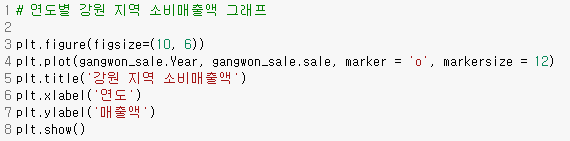 1 # 연도별 강원 지역 소비매출액 그래프
2
3 plt.figure(figsize=(10, 6))
4 plt.plot(gangwon_sale.Year, gangwon_sale.sale, marker = 'o', markersize = 12)
5 plt.title('강원 지역 소비매출액')
6 plt.xlabel('연도')
7 plt.ylabel('매출액')
8 plt.show()